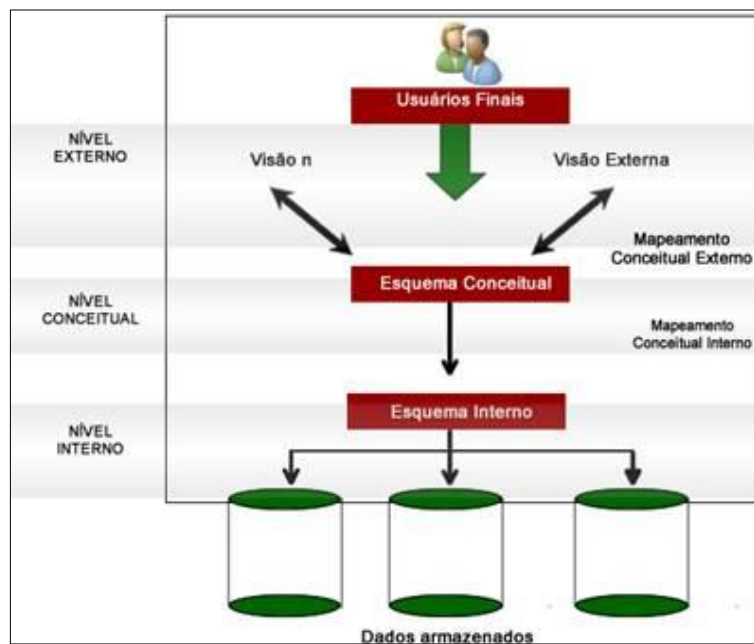 Usuários Finais
NÍVEL
EXTERNO
Visão n
Visão Externa
Mapeamento
Conceitual Externo
Esquema Conceitual
NÍVEL
CONCEITUAL
Mapeamento
Conceitual Interno
Esquema Interno
NÍVEL
INTERNO
Dados armazenados